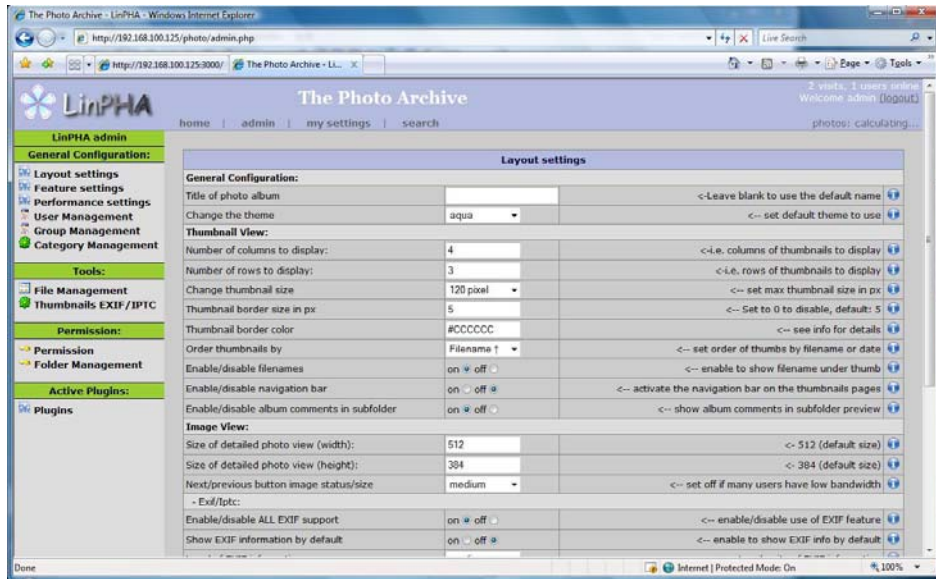 The Photo Archive - LinPHA - Windows Internet Explorer
http://192.168.100.125/photo/admin.php
Live Search
http://192.168.100.125:3000/
The Photo Archive - Li...
Page
Tools
LinPHA
The Photo Archive
2 visits, 1 users online
Welcome admin (logout)
home | admin | my settings | search
photos: calculating...
LinPHA admin
General Configuration:
Layout settings
Feature settings
Performance settings
User Management
Group Management
Category Management
Tools:
File Management
Thumbnails EXIF/IPTC
Permission:
Permission
Folder Management
Active Plugins:
Plugins
Layout settings
General Configuration:
Title of photo album <-Leave blank to use the default name
Change the theme aqua <-- set default theme to use
Thumbnail View:
Number of columns to display: 4 <-i.e. columns of thumbnails to display
Number of rows to display: 3 <-i.e. rows of thumbnails to display
Change thumbnail size 120 pixel <-- set max thumbnail size in px
Thumbnail border size in px 5 <-- Set to 0 to disable, default: 5
Thumbnail border color #CCCCCC <-- see info for details
Order thumbnails by Filename ↑ <-- set order of thumbs by filename or date
Enable/disable filenames on off <-- enable to show filename under thumb
Enable/disable navigation bar on off <-- activate the navigation bar on the thumbnails pages
Enable/disable album comments in subfolder on off <-- show album comments in subfolder preview
Image View:
Size of detailed photo view (width): 512 <- 512 (default size)
Size of detailed photo view (height): 384 <- 384 (default size)
Next/previous button image status/size medium <-- set off if many users have low bandwidth
- Exif/Iptc:
Enable/disable ALL EXIF support on off <-- enable/disable use of EXIF feature
Show EXIF information by default on off <-- enable to show EXIF info by default
Done
Internet | Protected Mode: On
100%